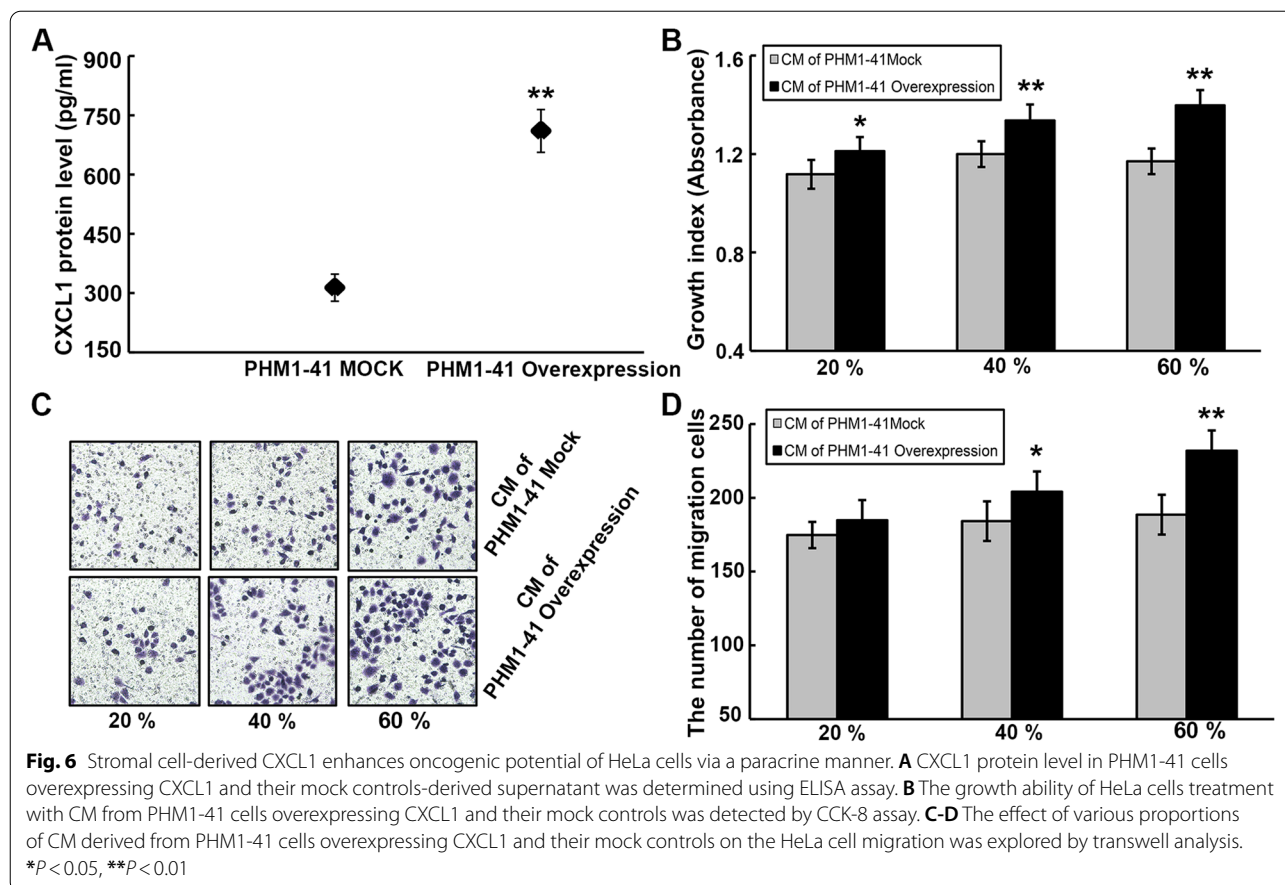 A
CXCL1 protein level (pg/ml)
900
750
600
450
300
150
**
PHM1-41 MOCK
PHM1-41 Overexpression
B
Growth index (Absorbance)
1.6
1.2
0.8
0.4
CM of PHM1-41Mock
CM of PHM1-41 Overexpression
*
**
**
20 %
40 %
60 %
C
CM of
PHM1-41 Mock
CM of
PHM1-41 Overexpression
20 %
40 %
60 %
D
The number of migration cells
250
200
150
100
50
CM of PHM1-41Mock
CM of PHM1-41 Overexpression
*
**
20 %
40 %
60 %
Fig. 6 Stromal cell-derived CXCL1 enhances oncogenic potential of HeLa cells via a paracrine manner. A CXCL1 protein level in PHM1-41 cells
overexpressing CXCL1 and their mock controls-derived supernatant was determined using ELISA assay. B The growth ability of HeLa cells treatment
with CM from PHM1-41 cells overexpressing CXCL1 and their mock controls was detected by CCK-8 assay. C-D The effect of various proportions
of CM derived from PHM1-41 cells overexpressing CXCL1 and their mock controls on the HeLa cell migration was explored by transwell analysis.
*P < 0.05, **P < 0.01